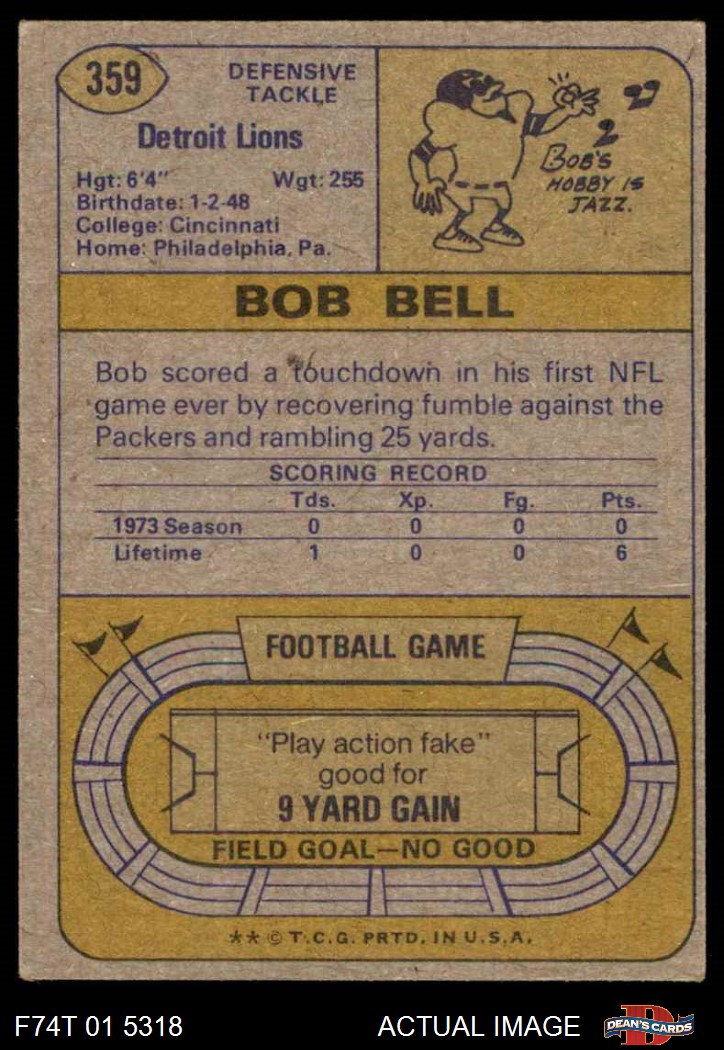 359
DEFENSIVE
TACKLE
Detroit Lions
Hgt: 6'4" Wgt: 255
Birthdate: 1-2-48
College: Cincinnati
Home: Philadelphia, Pa.
BOB'S
HOBBY IS
JAZZ.
BOB BELL
Bob scored a touchdown in his first NFL
game ever by recovering fumble against the
Packers and rambling 25 yards.
SCORING RECORD
Tds. Xp. Fg. Pts.
1973 Season 0 0 0 0
Lifetime 1 0 0 6
FOOTBALL GAME
"Play action fake"
good for
9 YARD GAIN
FIELD GOAL—NO GOOD
** © T.C.G. PRTD. IN U.S.A.
F74T 01 5318 ACTUAL IMAGE
D
DEAN'S CARDS